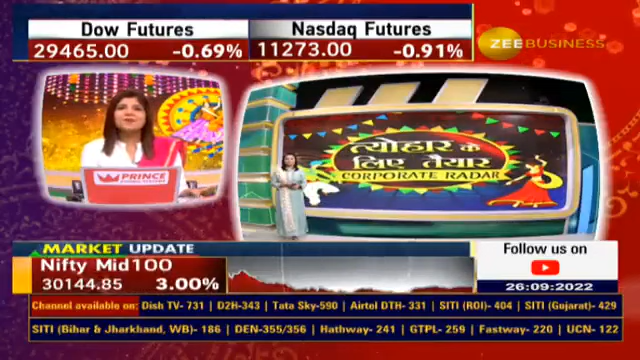 Dow Futures
29465.00 -0.69%
Nasdaq Futures
11273.00 -0.91%
ZEEBUSINESS
PRINCE
त्योहार के
लिए तैयार
CORPORATE RADAR
MARKET UPDATE
Nifty Mid100
30144.85 3.00%
Follow us on
26.09.2022
Channel available on: Dish TV- 731 | D2H-343 | Tata Sky-590 | Airtel DTH- 331 | SITI (ROI)- 404 | SITI (Gujarat)- 429
SITI (Bihar & Jharkhand, WB)- 186 | DEN-355/356 | Hathway- 241 | GTPL- 259 | Fastway- 220 | UCN- 122